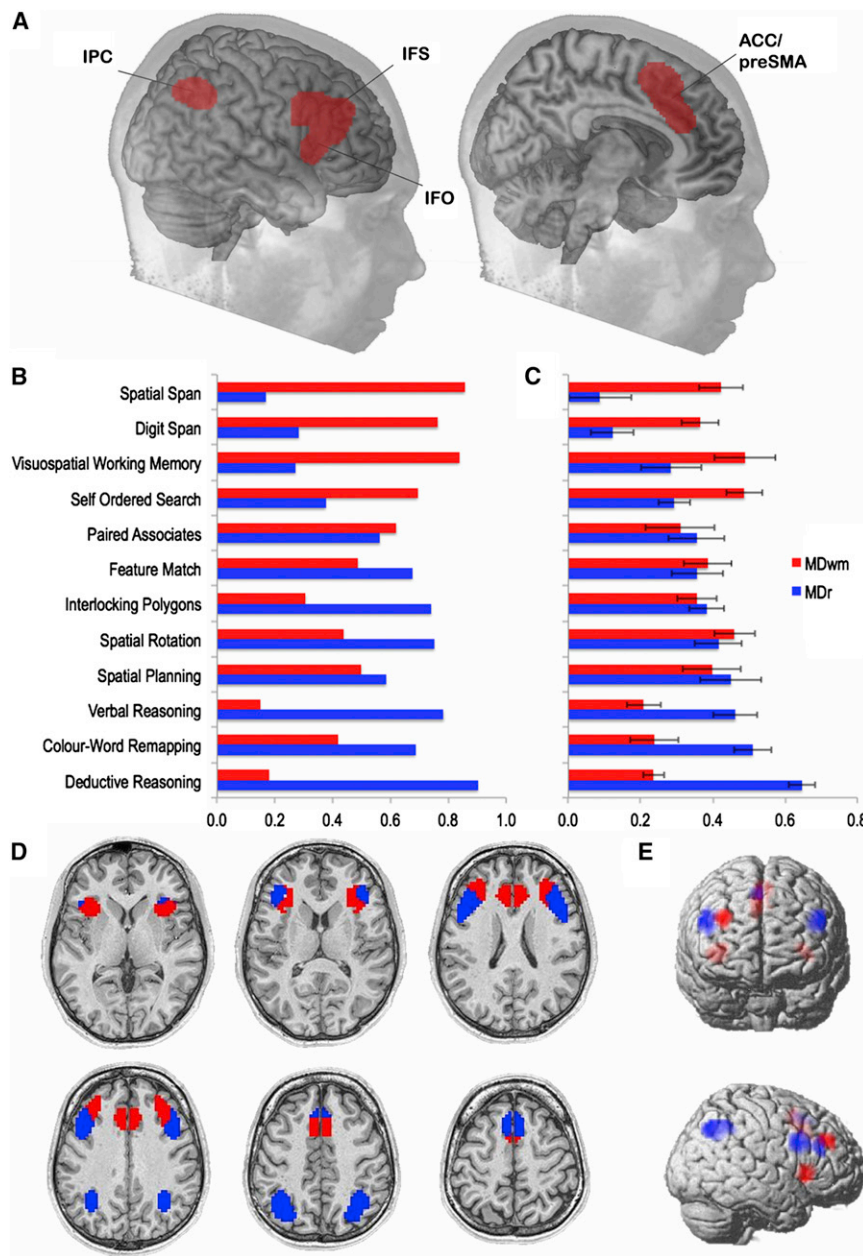 A
IPC
IFS
IFO
ACC/
preSMA
B
Spatial Span
Digit Span
Visuospatial Working Memory
Self Ordered Search
Paired Associates
Feature Match
Interlocking Polygons
Spatial Rotation
Spatial Planning
Verbal Reasoning
Colour-Word Remapping
Deductive Reasoning
0.0 0.2 0.4 0.6 0.8 1.0
C
MDwm
MDr
0.0 0.2 0.4 0.6 0.8
D
E